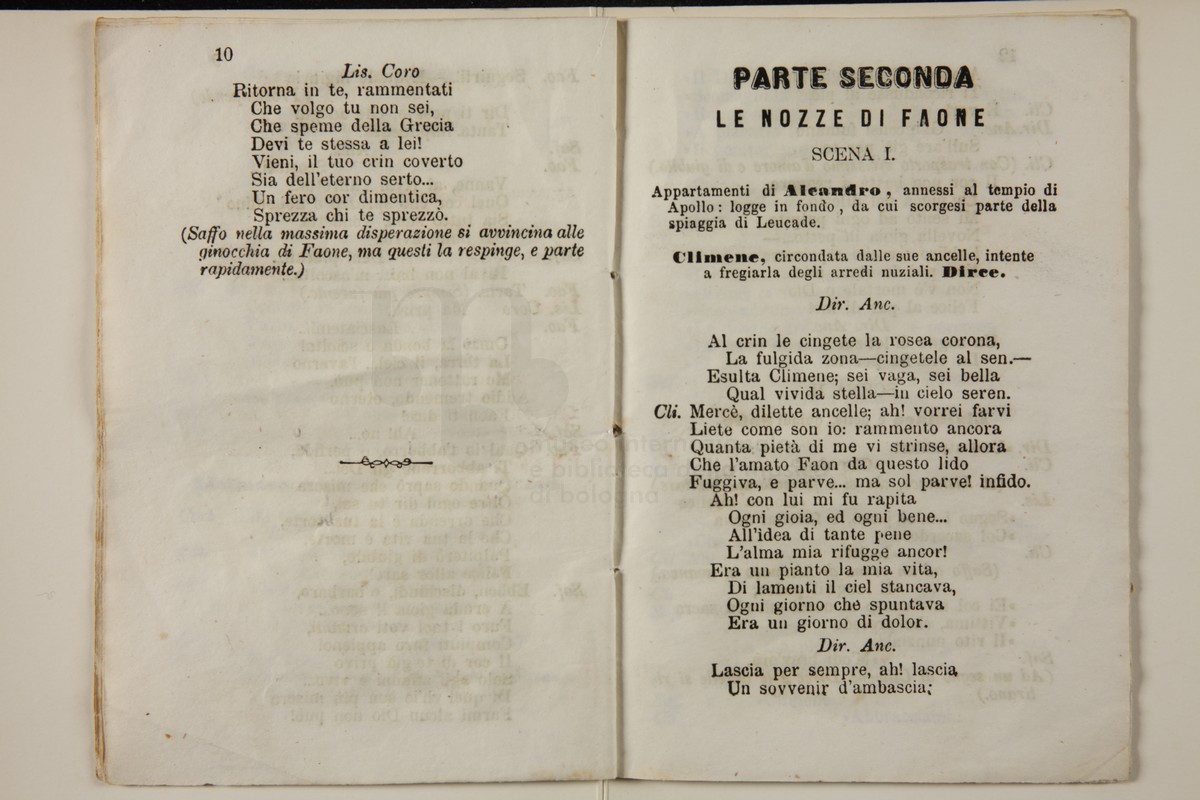 10
Lis. Coro
Ritorna in te, rammentati
Che volgo tu non sei,
Che speme della Grecia
Devi te stessa a lei!
Vieni, il tuo crin coverto
Sia dell'eterno serto...
Un fero cor dimentica,
Sprezza chi te sprezzò.
(Saffo nella massima disperazione si avvincina alle
ginocchia di Faone, ma questi la respinge, e parte
rapidamente.)
PARTE SECONDA
LE NOZZE DI FAONE
SCENA I.
Appartamenti di Alcandro, annessi al tempio di
Apollo: logge in fondo, da cui scorgesi parte della
spiaggia di Leucade.
Climene, circondata dalle sue ancelle, intente
a fregiarla degli arredi nuziali. Dirce.
Dir. Anc.
Al crin le cingete la rosea corona,
La fulgida zona—cingetele al sen.—
Esulta Climene; sei vaga, sei bella
Qual vivida stella—in cielo seren.
Cli. Mercè, dilette ancelle; ah! vorrei farvi
Liete come son io: rammento ancora
Quanta pietà di me vi strinse, allora
Che l'amato Faon da questo lido
Fuggiva, e parve... ma sol parve! infido.
Ah! con lui mi fu rapita
Ogni gioia, ed ogni bene...
All'idea di tante pene
L'alma mia rifugge ancor!
Era un pianto la mia vita,
Di lamenti il ciel stancava,
Ogni giorno che spuntava
Era un giorno di dolor.
Dir. Anc.
Lascia per sempre, ah! lascia,
Un sovvenir d'ambascia;